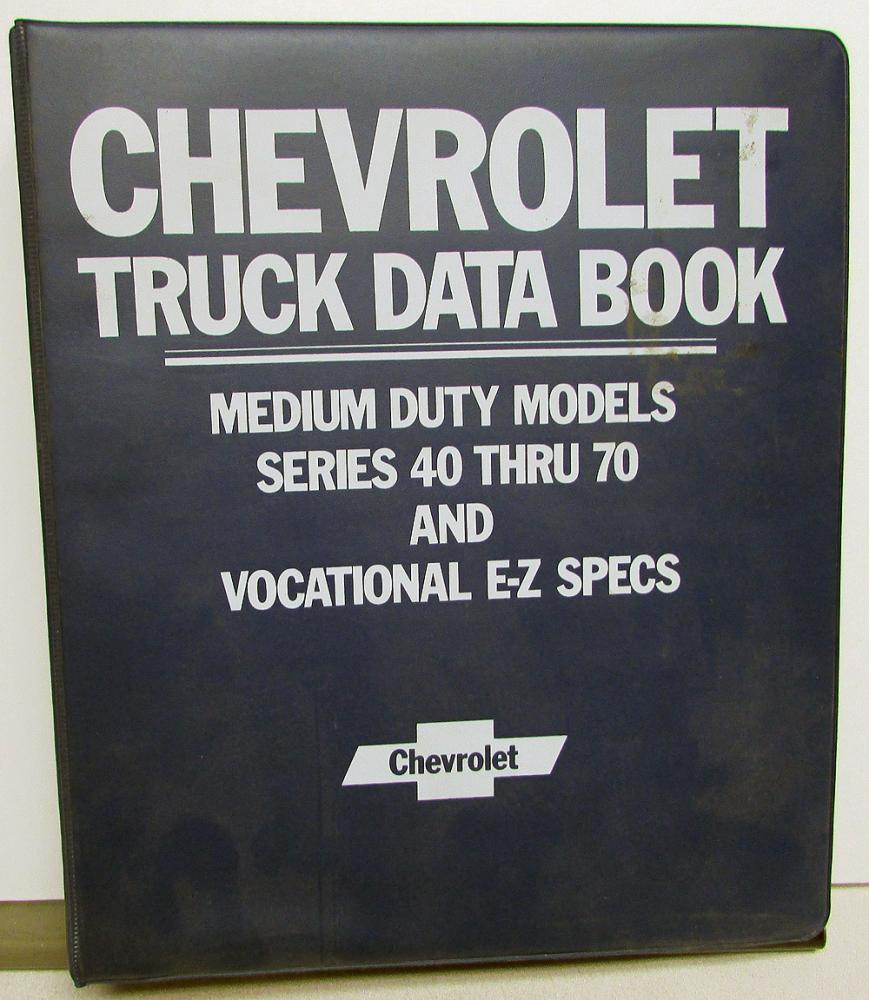 CHEVROLET
TRUCK DATA BOOK
MEDIUM DUTY MODELS
SERIES 40 THRU 70
AND
VOCATIONAL E-Z SPECS
Chevrolet